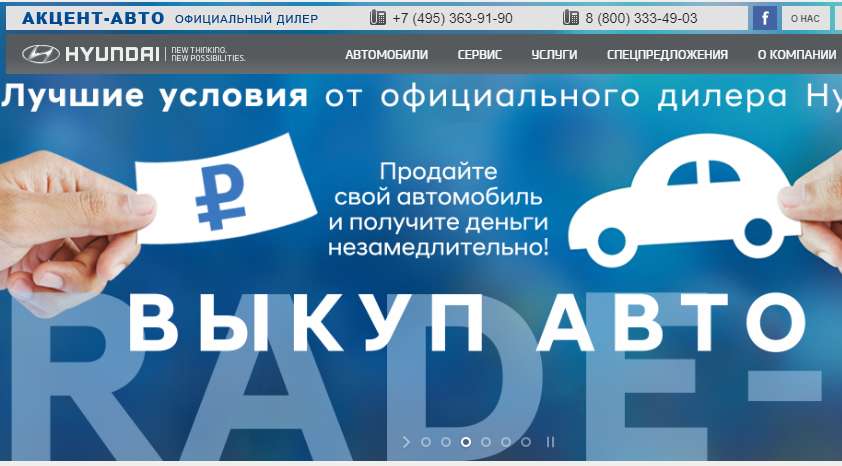 АКЦЕНТ-АВТО ОФИЦИАЛЬНЫЙ ДИЛЕР +7 (495) 363-91-90 8 (800) 333-49-03 f О НАС
HYUNDAI NEW THINKING. NEW POSSIBILITIES. АВТОМОБИЛИ СЕРВИС УСЛУГИ СПЕЦПРЕДЛОЖЕНИЯ О КОМПАНИИ
Лучшие условия от официального дилера Hy
₽
Продайте
свой автомобиль
и получите деньги
незамедлительно!
ВЫКУП АВТО
RADE-